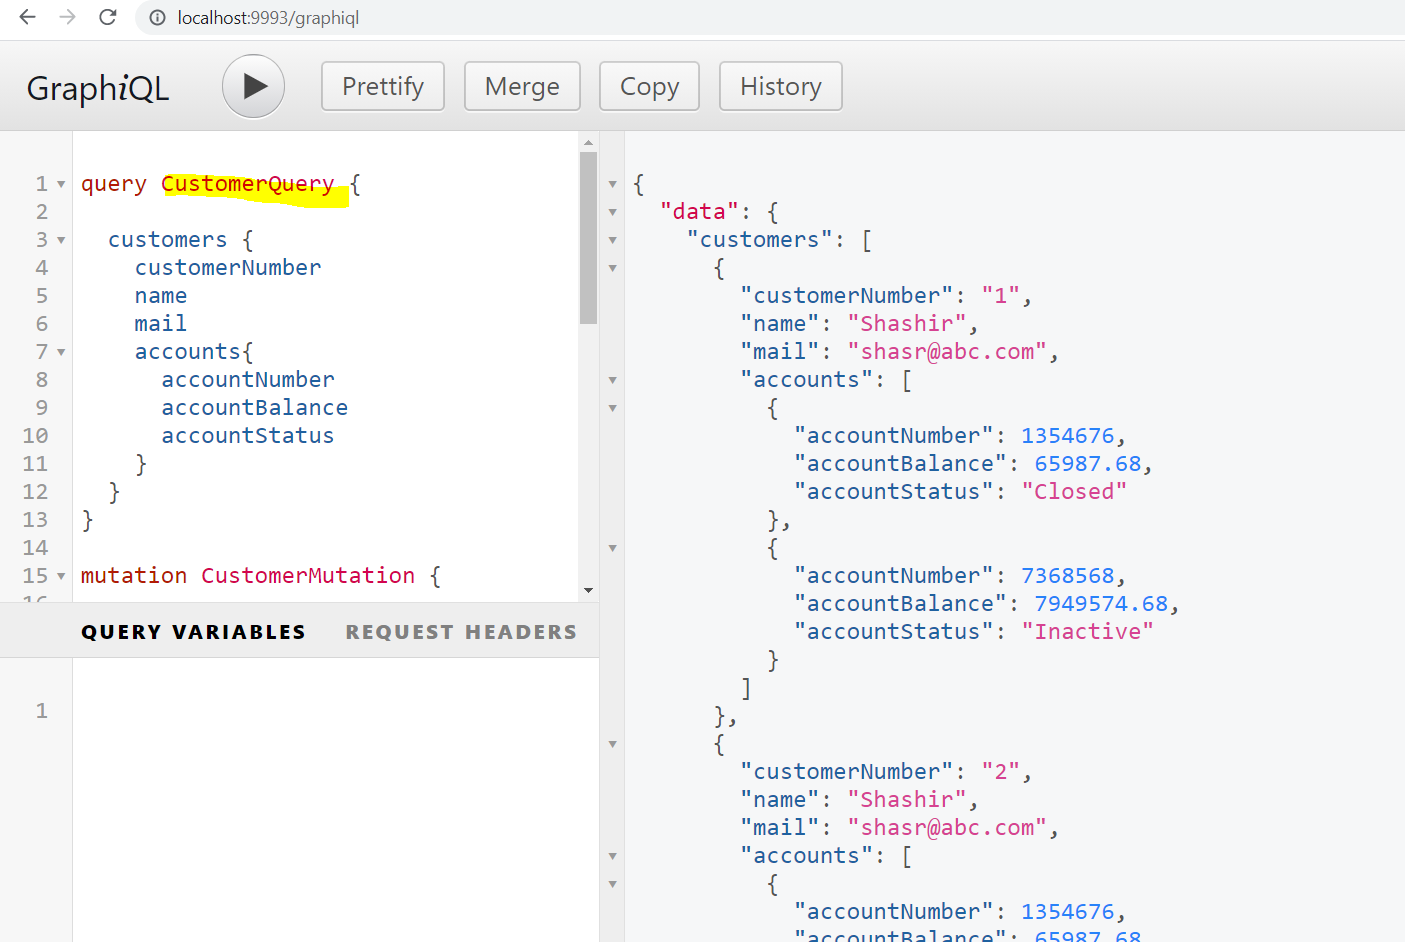 localhost:9993/graphiql
GraphiQL
Prettify
Merge
Copy
History
1 query CustomerQuery {
2
3 customers {
4 customerNumber
5 name
6 mail
7 accounts{
8 accountNumber
9 accountBalance
10 accountStatus
11 }
12 }
13 }
14
15 mutation CustomerMutation {
16
QUERY VARIABLES REQUEST HEADERS
1
{
"data": {
"customers": [
{
"customerNumber": "1",
"name": "Shashir",
"mail": "shasr@abc.com",
"accounts": [
{
"accountNumber": 1354676,
"accountBalance": 65987.68,
"accountStatus": "Closed"
},
{
"accountNumber": 7368568,
"accountBalance": 7949574.68,
"accountStatus": "Inactive"
}
]
},
{
"customerNumber": "2",
"name": "Shashir",
"mail": "shasr@abc.com",
"accounts": [
{
"accountNumber": 1354676,
"accountBalance": 65987.68